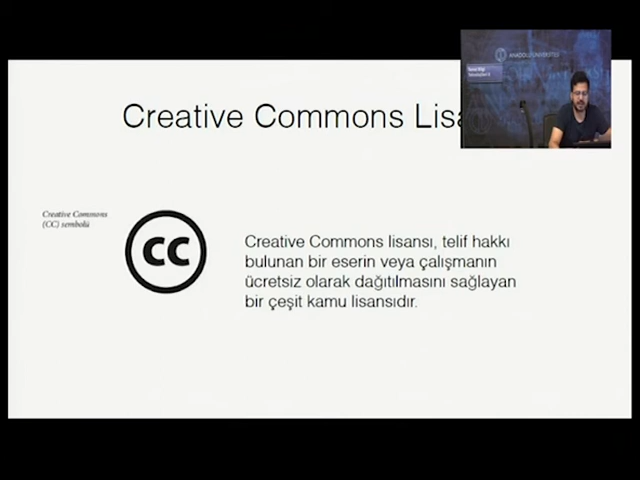 ANADOLU ÜNİVERSİTESİ
Creative Commons Lisa
Creative Commons
(CC) sembolü
cc
Creative Commons lisansı, telif hakkı
bulunan bir eserin veya çalışmanın
ücretsiz olarak dağıtılmasını sağlayan
bir çeşit kamu lisansıdır.